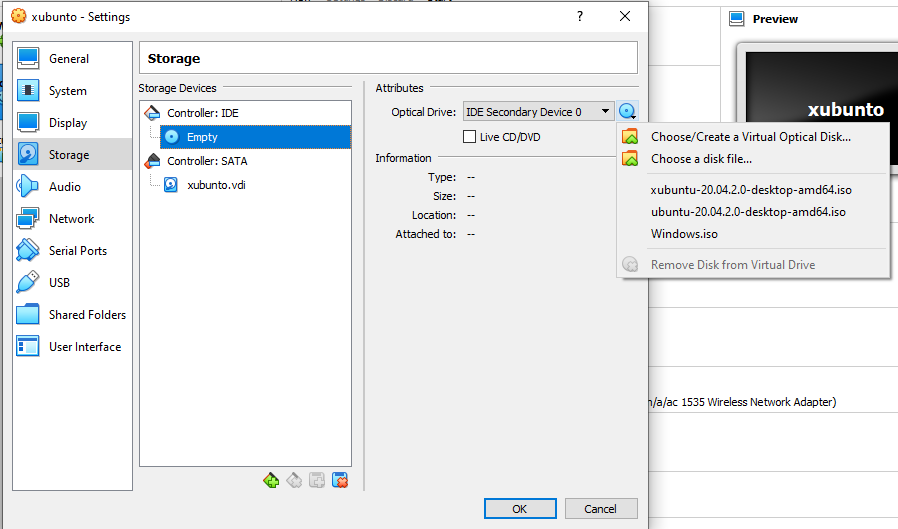 xubunto - Settings
?
Preview
xubunto
General
System
Display
Storage
Audio
Network
Serial Ports
USB
Shared Folders
User Interface
Storage
Storage Devices
Controller: IDE
Empty
Controller: SATA
xubunto.vdi
Attributes
Optical Drive: IDE Secondary Device 0
Live CD/DVD
Information
Type: --
Size: --
Location: --
Attached to: --
Choose/Create a Virtual Optical Disk...
Choose a disk file...
xubuntu-20.04.2.0-desktop-amd64.iso
ubuntu-20.04.2.0-desktop-amd64.iso
Windows.iso
Remove Disk from Virtual Drive
n/a/ac 1535 Wireless Network Adapter)
OK
Cancel